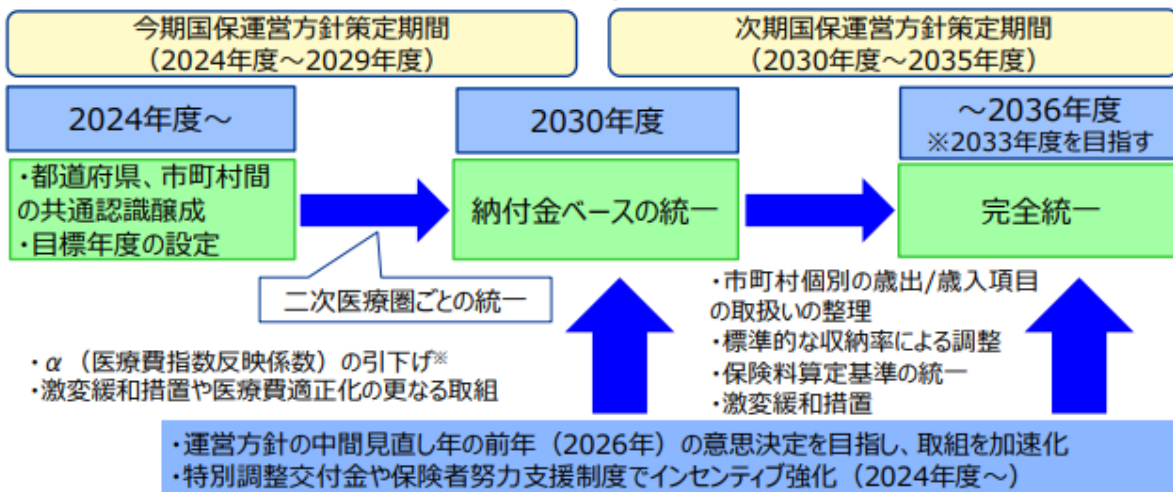 今期国保運営方針策定期間
（2024年度～2029年度）
次期国保運営方針策定期間
（2030年度～2035年度）
2024年度～
2030年度
～2036年度
※2033年度を目指す
・都道府県、市町村間
の共通認識醸成
・目標年度の設定
納付金ベースの統一
完全統一
二次医療圏ごとの統一
・α（医療費指数反映係数）の引下げ※
・激変緩和措置や医療費適正化の更なる取組
・市町村個別の歳出/歳入項目
の取扱いの整理
・標準的な収納率による調整
・保険料算定基準の統一
・激変緩和措置
・運営方針の中間見直し年の前年（2026年）の意思決定を目指し、取組を加速化
・特別調整交付金や保険者努力支援制度でインセンティブ強化（2024年度～）